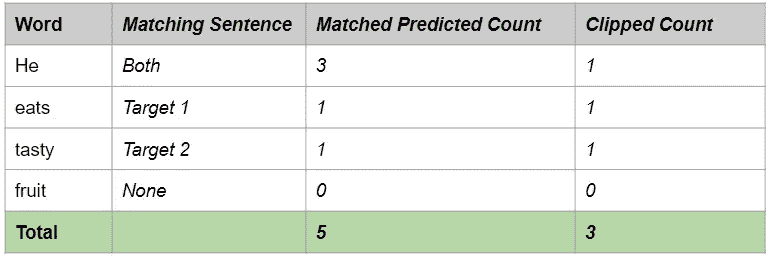 Word Matching Sentence Matched Predicted Count Clipped Count
He Both 3 1
eats Target 1 1 1
tasty Target 2 1 1
fruit None 0 0
Total 5 3